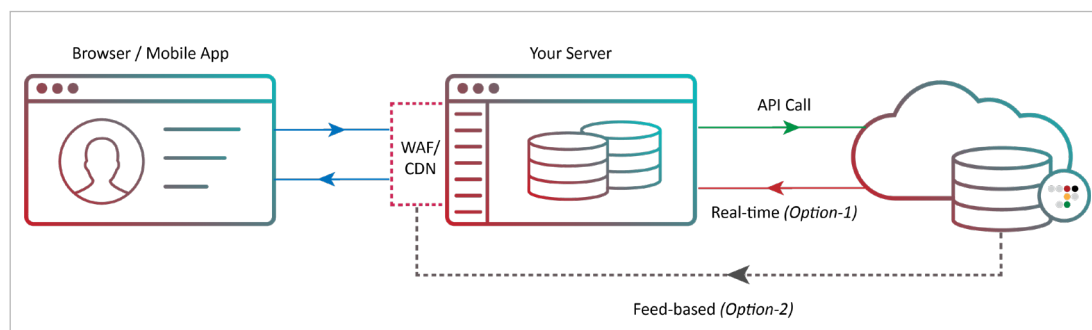 Browser / Mobile App
Your Server
API Call
WAF/
CDN
Real-time (Option-1)
Feed-based (Option-2)